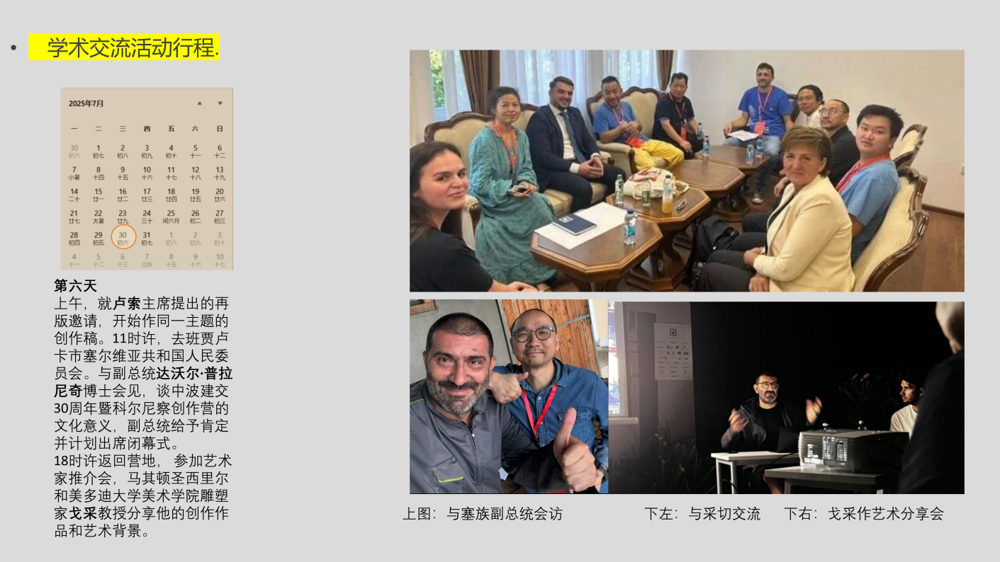 • 学术交流活动行程.
2025年7月
一 二 三 四 五 六 日
30 1 2 3 4 5 6
初六 初七 初八 初九 初十 十一 十二
7 8 9 10 11 12 13
小暑 十四 十五 十六 十七 十八 十九
14 15 16 17 18 19 20
二十 廿一 廿二 廿三 廿四 廿五 廿六
21 22 23 24 25 26 27
廿七 大暑 廿九 三十 闰六月 初二 初三
28 29 30 31 1 2 3
初四 初五 初六 初七 初八 初九 初十
4 5 6 7 8 9 10
十一 十二 十三 立秋 十五 十六 十七
第六天
上午，就卢索主席提出的再
版邀请，开始作同一主题的
创作稿。11时许，去班贾卢
卡市塞尔维亚共和国人民委
员会。与副总统达沃尔·普拉
尼奇博士会见，谈中波建交
30周年暨科尔尼察创作营的
文化意义，副总统给予肯定
并计划出席闭幕式。
18时许返回营地， 参加艺术
家推介会，马其顿圣西里尔
和美多迪大学美术学院雕塑
家戈采教授分享他的创作作
品和艺术背景。
上图：与塞族副总统会访
下左：与采切交流
下右：戈采作艺术分享会